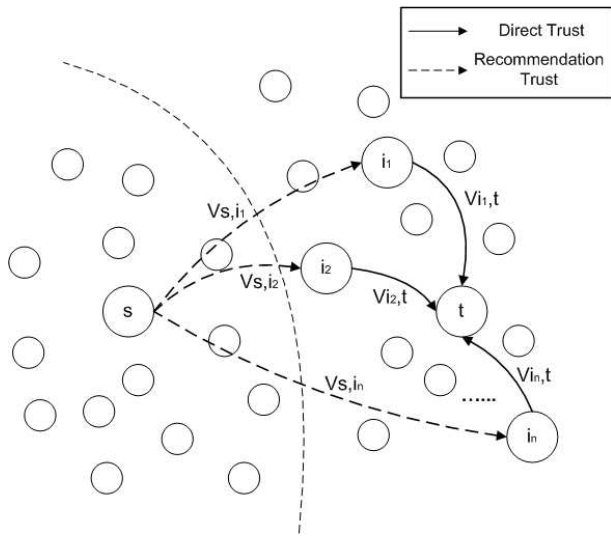 Direct Trust
Recommendation
Trust
i₁
Vs,i₁
Vi₁,t
Vs,i₂
i₂
Vi₂,t
s
t
Vs,iₙ
Viₙ,t
......
iₙ